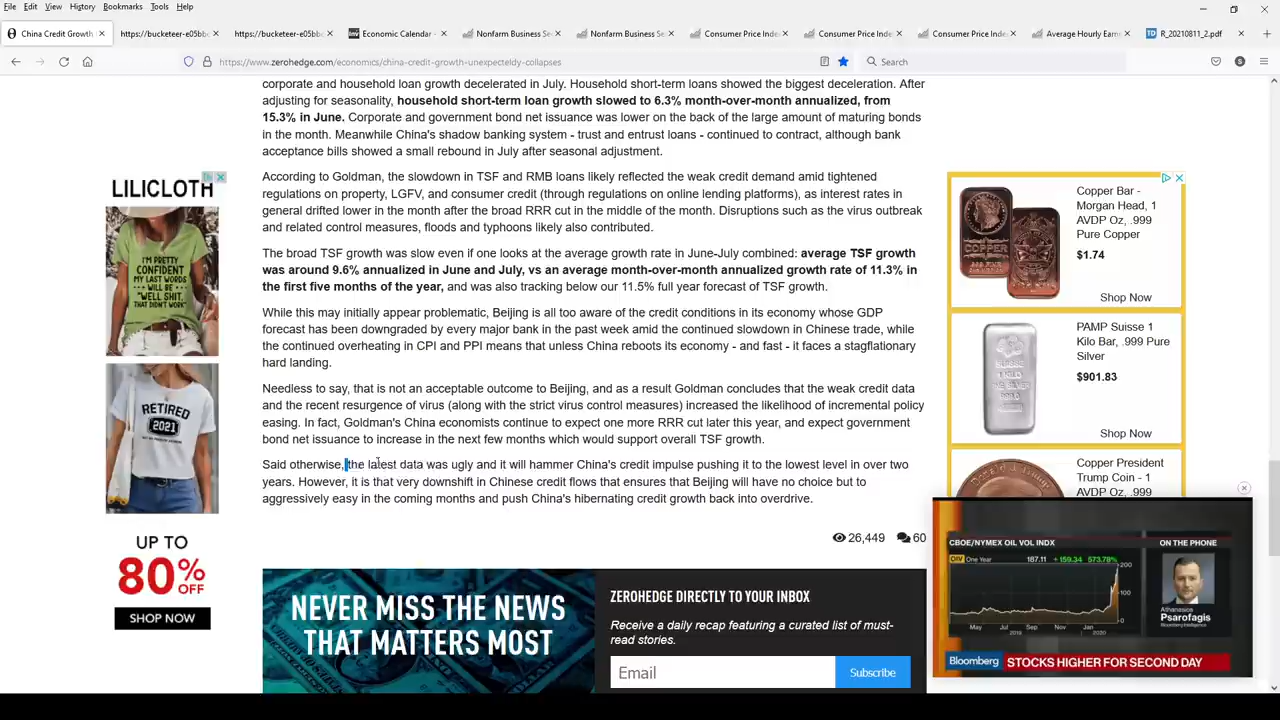 File Edit View History Bookmarks Tools Help
China Credit Growth
https://bucketeer-e05bbc
https://bucketeer-e05bbc
Inv Economic Calendar -
Nonfarm Business Se
Nonfarm Business Se
Consumer Price Inde
Consumer Price Inde
Consumer Price Inde
Average Hourly Earne
TD R_20210811_2.pdf
https://www.zerohedge.com/economics/china-credit-growth-unexpecteldy-collapses
Search
corporate and household loan growth decelerated in July. Household short-term loans showed the biggest deceleration. After
adjusting for seasonality, household short-term loan growth slowed to 6.3% month-over-month annualized, from
15.3% in June. Corporate and government bond net issuance was lower on the back of the large amount of maturing bonds
in the month. Meanwhile China's shadow banking system - trust and entrust loans - continued to contract, although bank
acceptance bills showed a small rebound in July after seasonal adjustment.
According to Goldman, the slowdown in TSF and RMB loans likely reflected the weak credit demand amid tightened
regulations on property, LGFV, and consumer credit (through regulations on online lending platforms), as interest rates in
general drifted lower in the month after the broad RRR cut in the middle of the month. Disruptions such as the virus outbreak
and related control measures, floods and typhoons likely also contributed.
The broad TSF growth was slow even if one looks at the average growth rate in June-July combined: average TSF growth
was around 9.6% annualized in June and July, vs an average month-over-month annualized growth rate of 11.3% in
the first five months of the year, and was also tracking below our 11.5% full year forecast of TSF growth.
While this may initially appear problematic, Beijing is all too aware of the credit conditions in its economy whose GDP
forecast has been downgraded by every major bank in the past week amid the continued slowdown in Chinese trade, while
the continued overheating in CPI and PPI means that unless China reboots its economy - and fast - it faces a stagflationary
hard landing.
Needless to say, that is not an acceptable outcome to Beijing, and as a result Goldman concludes that the weak credit data
and the recent resurgence of virus (along with the strict virus control measures) increased the likelihood of incremental policy
easing. In fact, Goldman's China economists continue to expect one more RRR cut later this year, and expect government
bond net issuance to increase in the next few months which would support overall TSF growth.
Said otherwise, the latest data was ugly and it will hammer China's credit impulse pushing it to the lowest level in over two
years. However, it is that very downshift in Chinese credit flows that ensures that Beijing will have no choice but to
aggressively easy in the coming months and push China's hibernating credit growth back into overdrive.
26,449
60
NEVER MISS THE NEWS
THAT MATTERS MOST
ZEROHEDGE DIRECTLY TO YOUR INBOX
Receive a daily recap featuring a curated list of must-
read stories.
Email
Subscribe
LILICLOTH
I'M PRETTY
CONFIDENT
MY LAST
WORDS
WILL BE
"WELL SHIT,
THAT DIDN'T
WORK"
RETIRED
2021
UP TO
80% OFF
SHOP NOW
Copper Bar -
Morgan Head, 1
AVDP Oz, .999
Pure Copper
$1.74
Shop Now
PAMP Suisse 1
Kilo Bar, .999 Pure
Silver
$901.83
Shop Now
Copper President
Trump Coin - 1
AVDP Oz, .999
CBOE/NYMEX OIL VOL INDX
ON THE PHONE
OIV One Year 187.11 +159.34 573.78%
200
100
0
May Jul Sep Nov Jan
2019 2020
Athanasios
Psarofagis
Bloomberg Intelligence
Bloomberg
STOCKS HIGHER FOR SECOND DAY